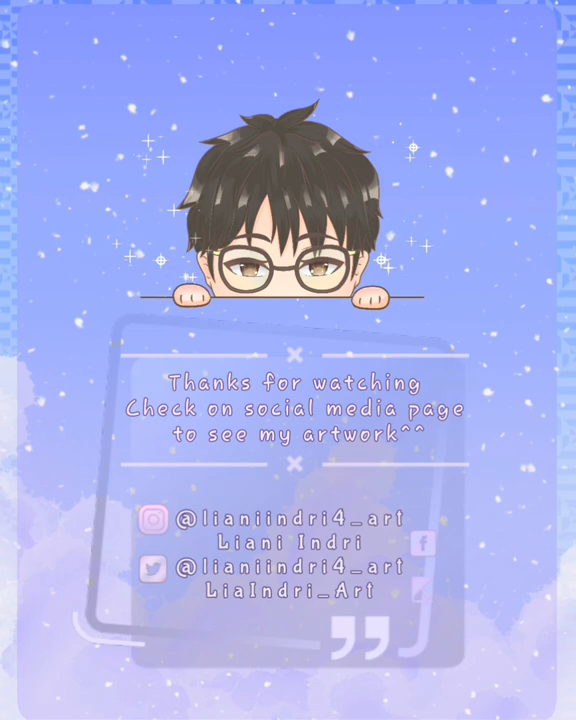 Thanks for watching
Check on social media page
to see my artwork^^
@lianiindri4_art
Liani Indri
@lianiindri4_art
LiaIndri_Art